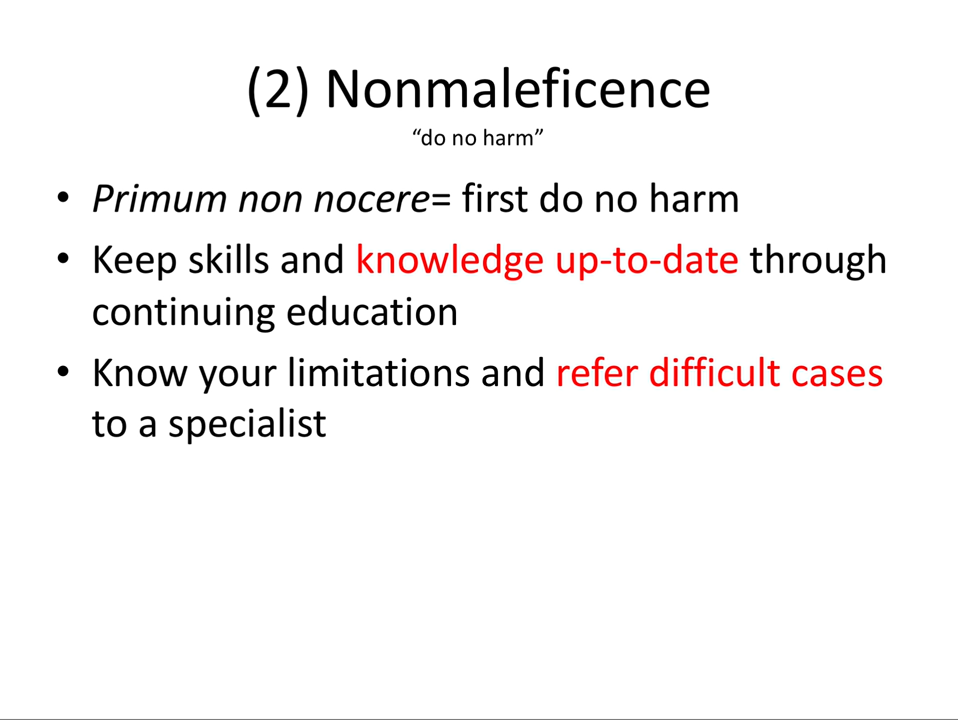 (2) Nonmaleficence
“do no harm”
• Primum non nocere= first do no harm
• Keep skills and knowledge up-to-date through
continuing education
• Know your limitations and refer difficult cases
to a specialist